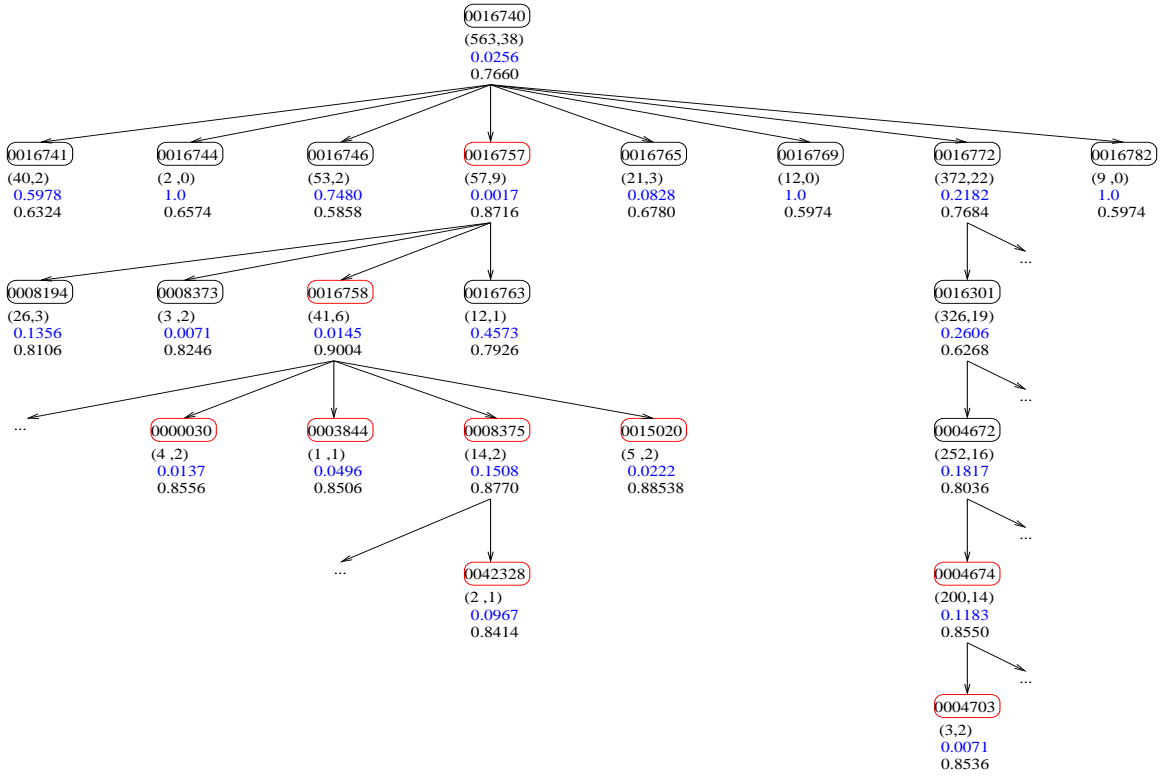 0016740
(563,38)
0.0256
0.7660
0016741 0016744 0016746 0016757 0016765 0016769 0016772 0016782
(40,2) (2 ,0) (53,2) (57,9) (21,3) (12,0) (372,22) (9 ,0)
0.5978 1.0 0.7480 0.0017 0.0828 1.0 0.2182 1.0
0.6324 0.6574 0.5858 0.8716 0.6780 0.5974 0.7684 0.5974
...
0008194 0008373 0016758 0016763 0016301
(26,3) (3 ,2) (41,6) (12,1) (326,19)
0.1356 0.0071 0.0145 0.4573 0.2606
0.8106 0.8246 0.9004 0.7926 0.6268
...
... 0000030 0003844 0008375 0015020 0004672
(4 ,2) (1 ,1) (14,2) (5 ,2) (252,16)
0.0137 0.0496 0.1508 0.0222 0.1817
0.8556 0.8506 0.8770 0.88538 0.8036
...
... 0042328 0004674
(2 ,1) (200,14)
0.0967 0.1183
0.8414 0.8550
...
0004703
(3,2)
0.0071
0.8536